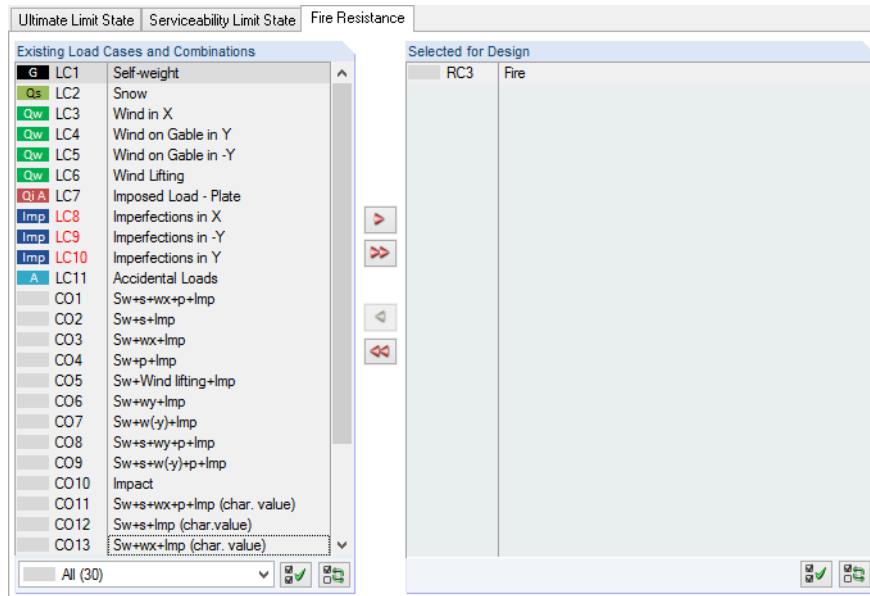 Ultimate Limit State Serviceability Limit State Fire Resistance
Existing Load Cases and Combinations
G LC1 Self-weight
Qs LC2 Snow
Qw LC3 Wind in X
Qw LC4 Wind on Gable in Y
Qw LC5 Wind on Gable in -Y
Qw LC6 Wind Lifting
Qi A LC7 Imposed Load - Plate
Imp LC8 Imperfections in X
Imp LC9 Imperfections in -Y
Imp LC10 Imperfections in Y
A LC11 Accidental Loads
CO1 Sw+s+wx+p+Imp
CO2 Sw+s+Imp
CO3 Sw+wx+Imp
CO4 Sw+p+Imp
CO5 Sw+Wind lifting+Imp
CO6 Sw+wy+Imp
CO7 Sw+w(-y)+Imp
CO8 Sw+s+wy+p+Imp
CO9 Sw+s+w(-y)+p+Imp
CO10 Impact
CO11 Sw+s+wx+p+Imp (char. value)
CO12 Sw+s+Imp (char.value)
CO13 Sw+wx+Imp (char. value)
All (30)
Selected for Design
RC3 Fire